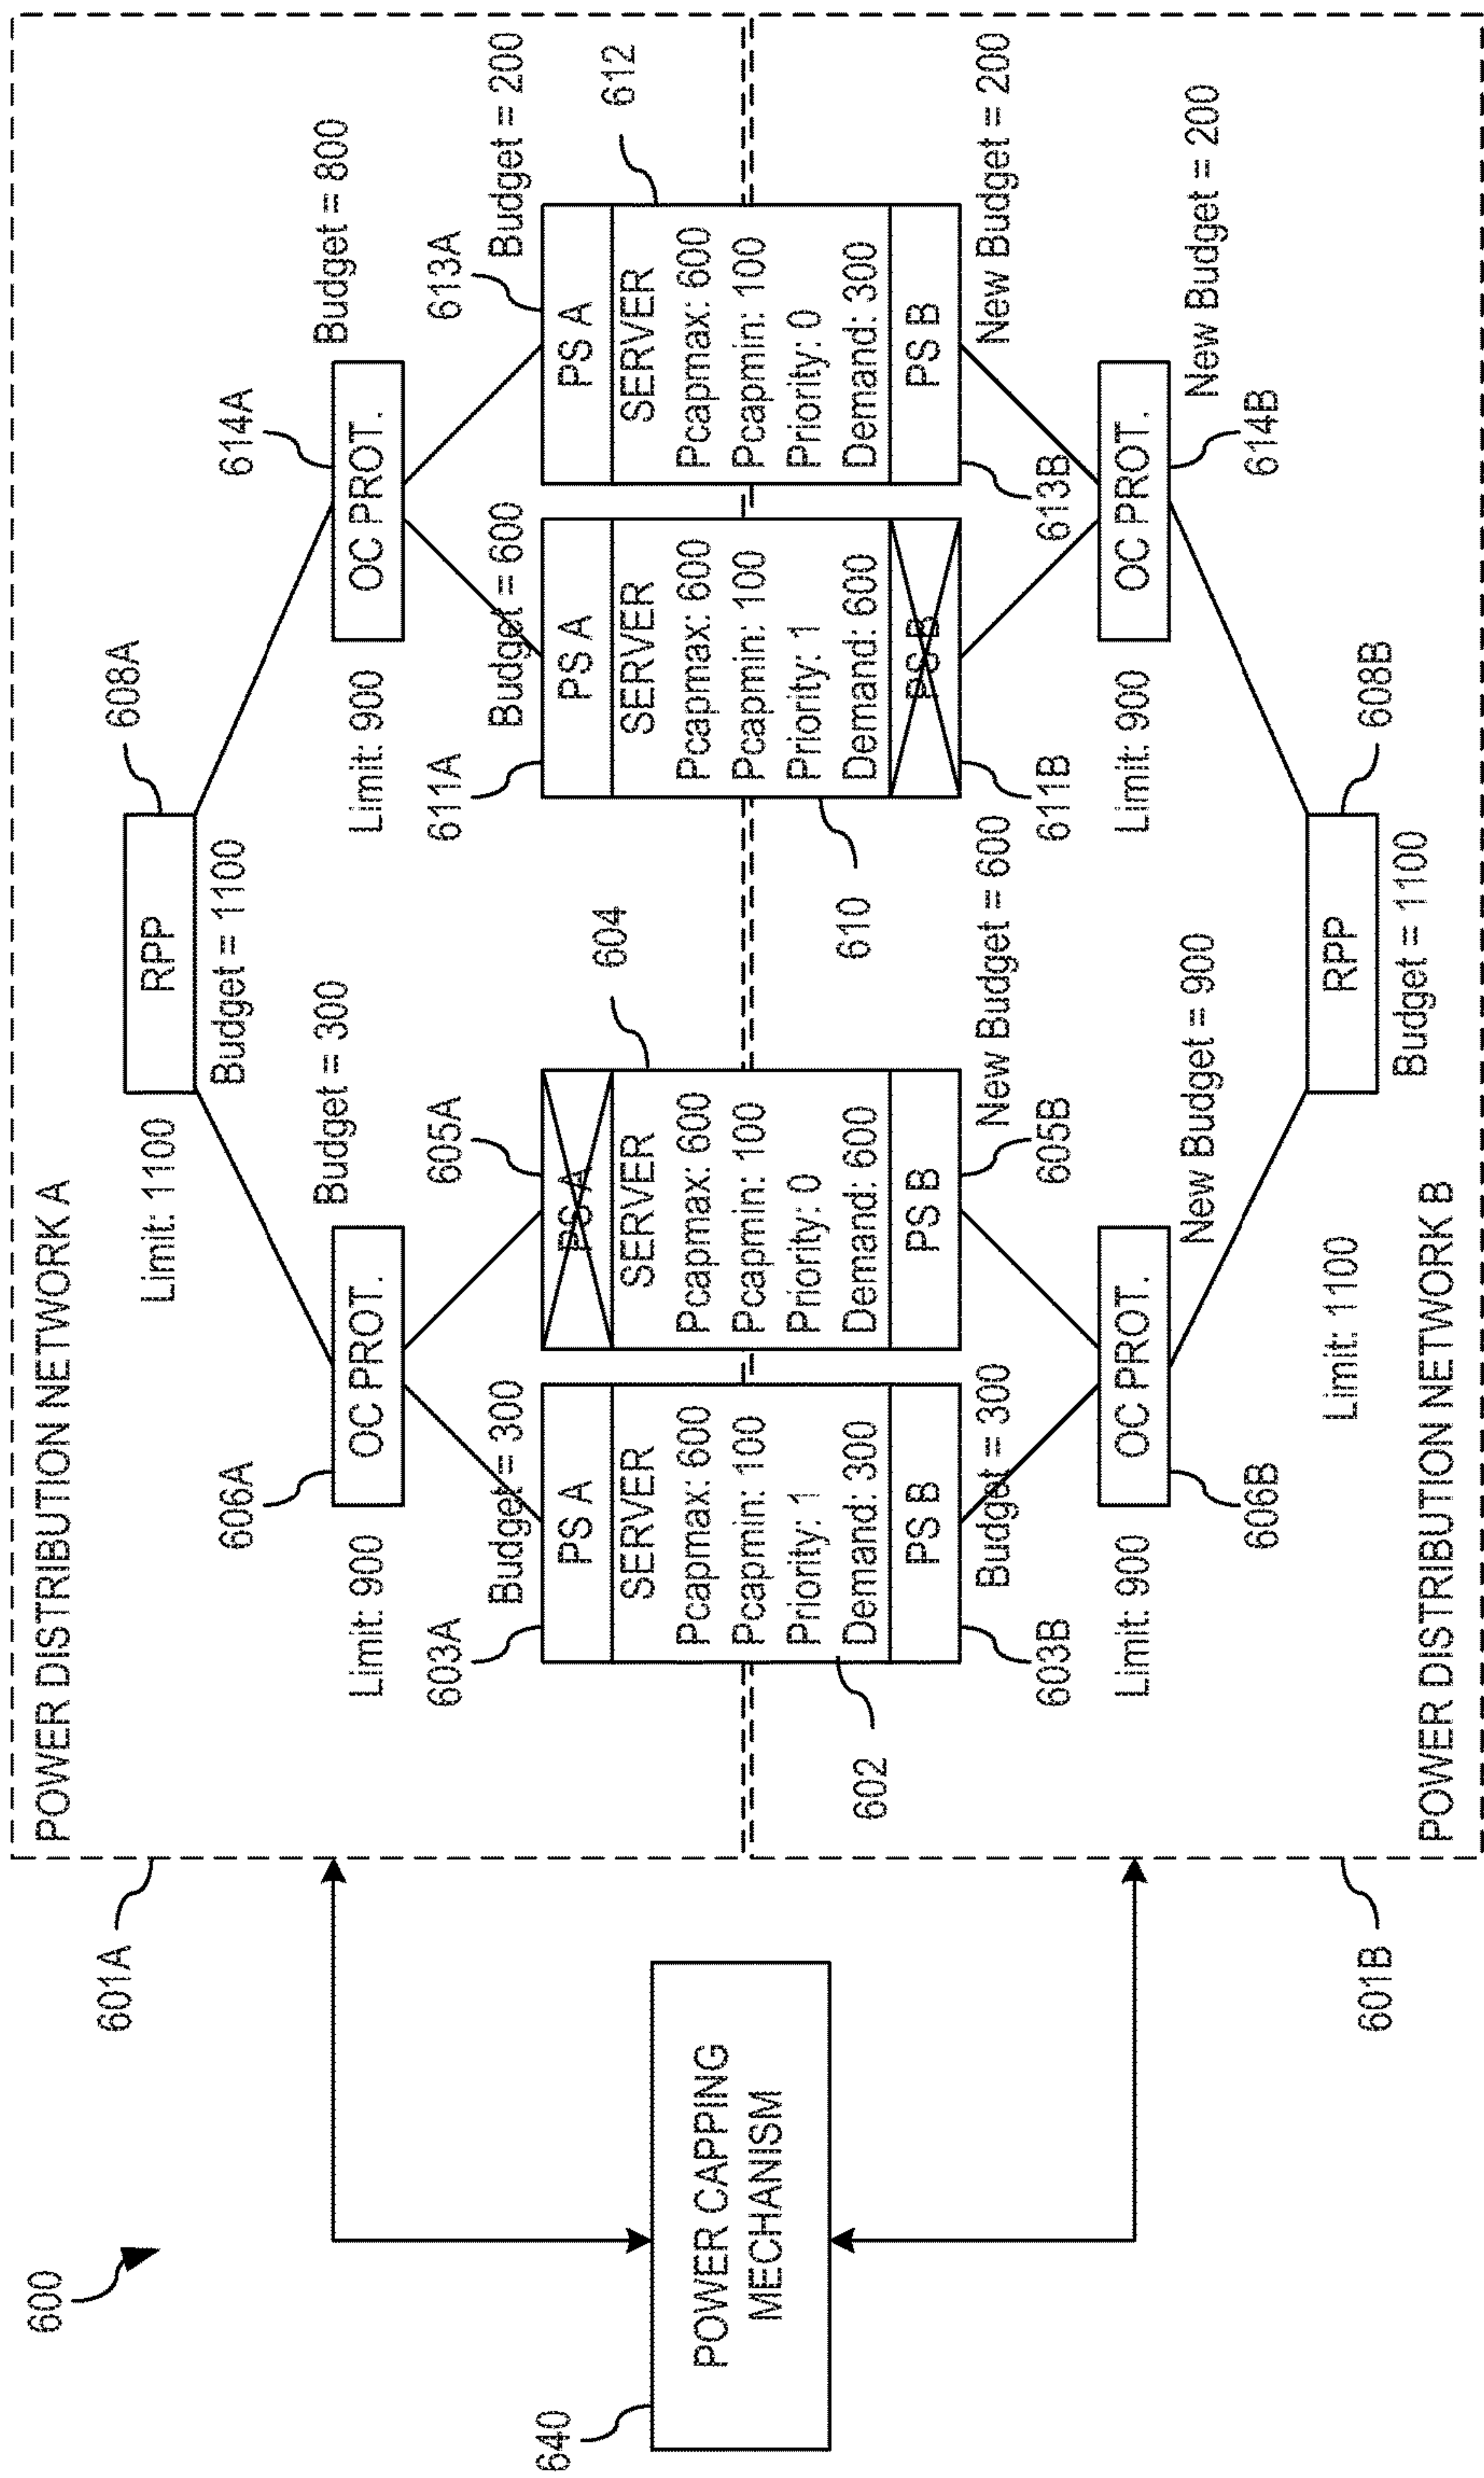 600
601A
POWER DISTRIBUTION NETWORK A
RPP
608A
Limit: 1100
Budget = 1100
Budget = 300
Budget = 800
606A
OC PROT.
614A
OC PROT.
Limit: 900
Limit: 900
603A
Budget = 300
605A
611A
Budget = 600
613A
Budget = 200
PS A
PS A
PS A
PS A
604
612
SERVER
Pcapmax: 600
Pcapmin: 100
Priority: 1
Demand: 300
PS B
SERVER
Pcapmax: 600
Pcapmin: 100
Priority: 0
Demand: 600
PS B
SERVER
Pcapmax: 600
Pcapmin: 100
Priority: 1
Demand: 600
PS B
SERVER
Pcapmax: 600
Pcapmin: 100
Priority: 0
Demand: 300
PS B
640
POWER CAPPING
MECHANISM
602
610
603B
Budget = 300
605B
New Budget = 600
611B
613B
New Budget = 200
Limit: 900
OC PROT.
New Budget = 900
606B
Limit: 900
OC PROT.
New Budget = 200
614B
Limit: 1100
RPP
608B
Budget = 1100
POWER DISTRIBUTION NETWORK B
601B